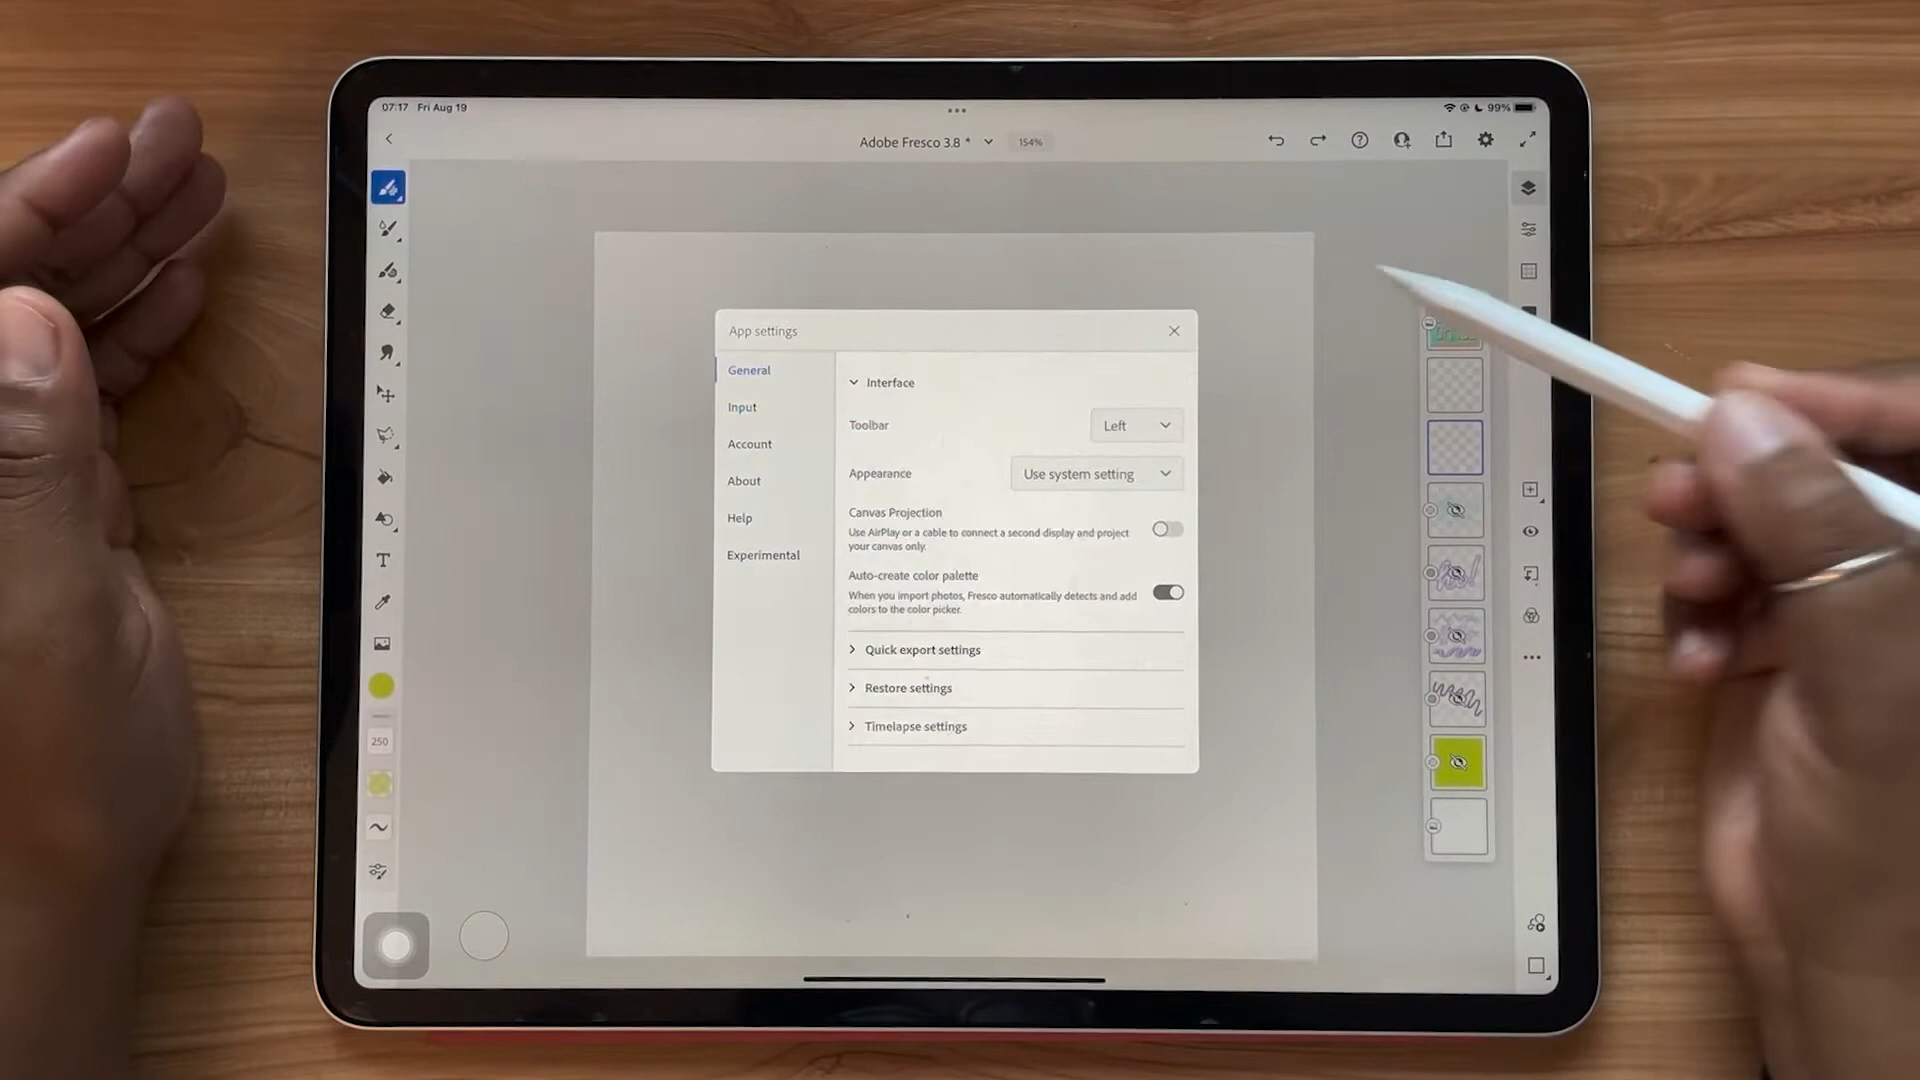 07:17 Fri Aug 19
99%
Adobe Fresco 3.8 *
154%
App settings
General
Input
Account
About
Help
Experimental
Interface
Toolbar
Left
Appearance
Use system setting
Canvas Projection
Use AirPlay or a cable to connect a second display and project
your canvas only.
Auto-create color palette
When you import photos, Fresco automatically detects and add
colors to the color picker.
Quick export settings
Restore settings
Timelapse settings
T
250